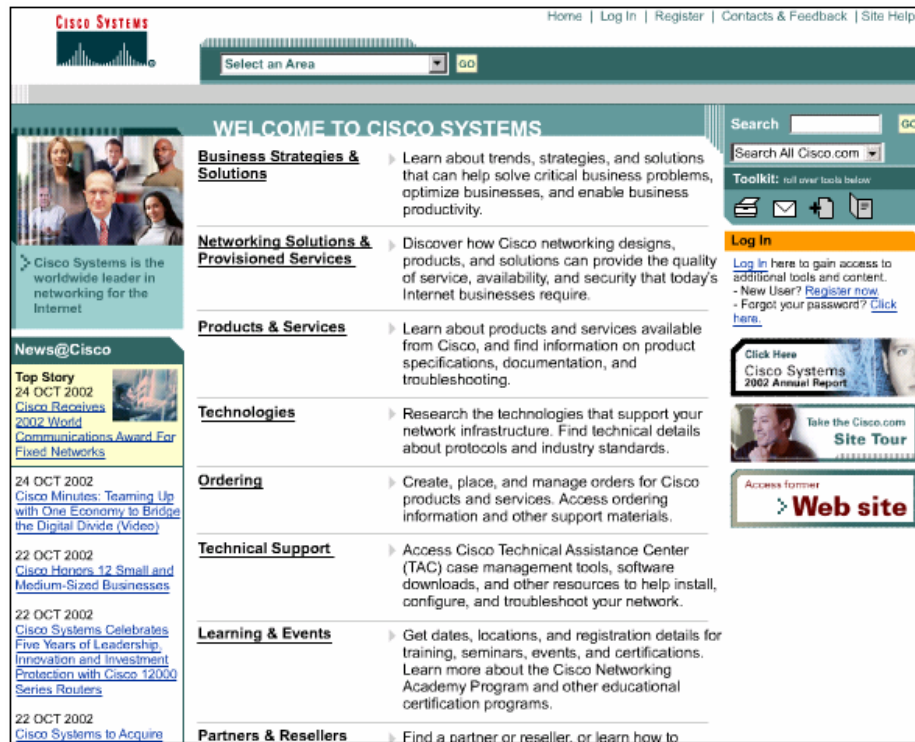 Home | Log In | Register | Contacts & Feedback | Site Help
CISCO SYSTEMS
Select an Area
GO
WELCOME TO CISCO SYSTEMS
Cisco Systems is the
worldwide leader in
networking for the
Internet
News@Cisco
Top Story
24 OCT 2002
Cisco Receives
2002 World
Communications Award For
Fixed Networks
24 OCT 2002
Cisco Minutes: Teaming Up
with One Economy to Bridge
the Digital Divide (Video)
22 OCT 2002
Cisco Honors 12 Small and
Medium-Sized Businesses
22 OCT 2002
Cisco Systems Celebrates
Five Years of Leadership,
Innovation and Investment
Protection with Cisco 12000
Series Routers
22 OCT 2002
Cisco Systems to Acquire
Business Strategies &
Solutions
Learn about trends, strategies, and solutions
that can help solve critical business problems,
optimize businesses, and enable business
productivity.
Networking Solutions &
Provisioned Services
Discover how Cisco networking designs,
products, and solutions can provide the quality
of service, availability, and security that today's
Internet businesses require.
Products & Services
Learn about products and services available
from Cisco, and find information on product
specifications, documentation, and
troubleshooting.
Technologies
Research the technologies that support your
network infrastructure. Find technical details
about protocols and industry standards.
Ordering
Create, place, and manage orders for Cisco
products and services. Access ordering
information and other support materials.
Technical Support
Access Cisco Technical Assistance Center
(TAC) case management tools, software
downloads, and other resources to help install,
configure, and troubleshoot your network.
Learning & Events
Get dates, locations, and registration details for
training, seminars, events, and certifications.
Learn more about the Cisco Networking
Academy Program and other educational
certification programs.
Partners & Resellers
Find a partner or reseller, or learn how to
Search
GO
Search All Cisco.com
Toolkit: roll over tools below
Log In
Log In here to gain access to
additional tools and content.
- New User? Register now.
- Forgot your password? Click
here.
Click Here
Cisco Systems
2002 Annual Report
Take the Cisco.com
Site Tour
Access former
Web site